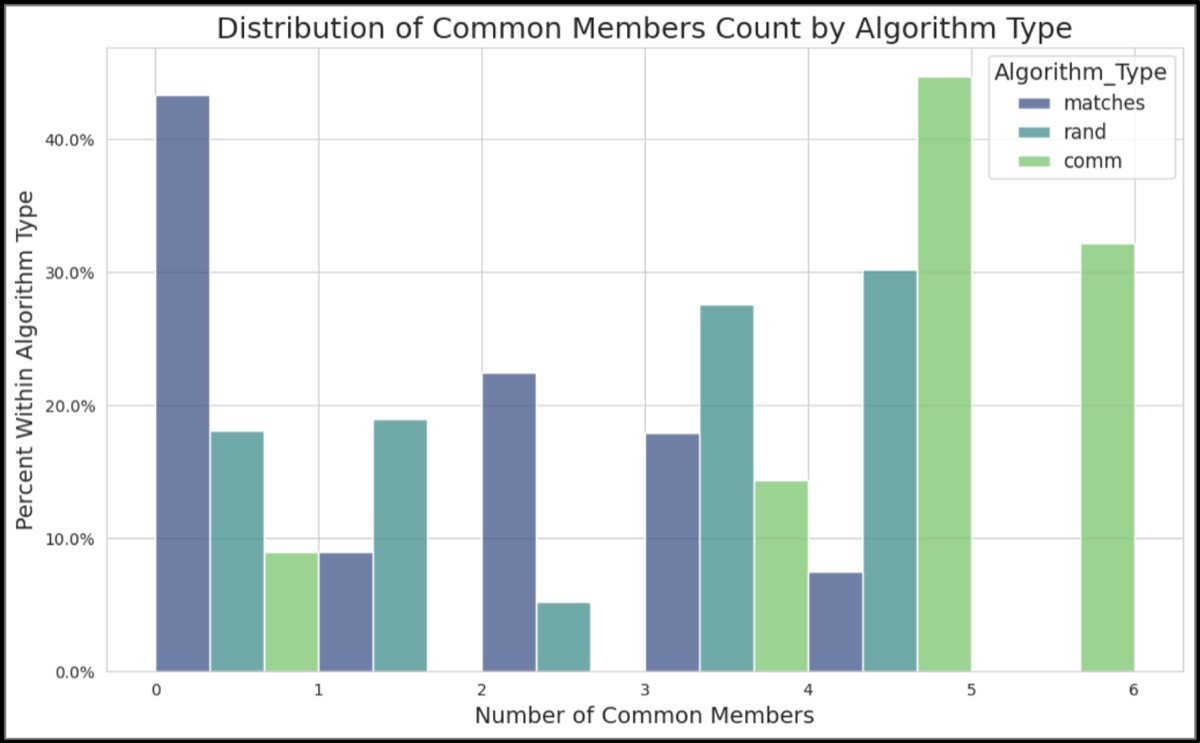 Distribution of Common Members Count by Algorithm Type
Algorithm_Type
matches
rand
comm
Percent Within Algorithm Type
40.0%
30.0%
20.0%
10.0%
0.0%
0 1 2 3 4 5 6
Number of Common Members